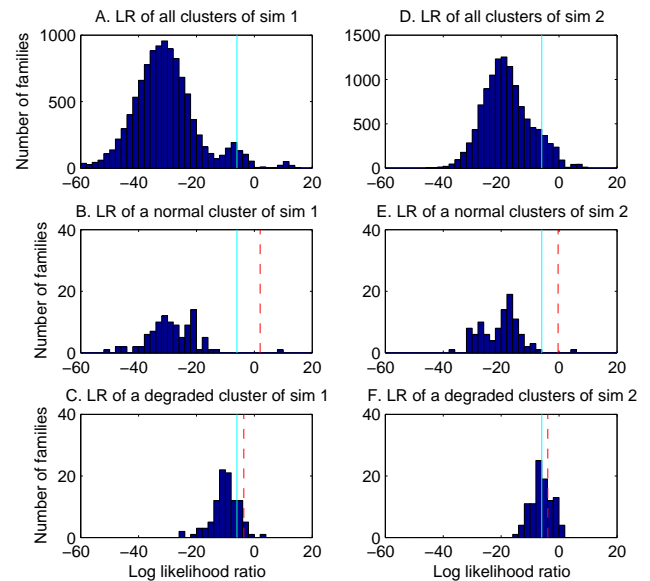 A. LR of all clusters of sim 1
Number of families
1000
500
0
−60 −40 −20 0 20
D. LR of all clusters of sim 2
1500
1000
500
0
−60 −40 −20 0 20
B. LR of a normal cluster of sim 1
Number of families
40
20
0
−60 −40 −20 0 20
E. LR of a normal clusters of sim 2
40
20
0
−60 −40 −20 0 20
C. LR of a degraded cluster of sim 1
Number of families
40
20
0
−60 −40 −20 0 20
Log likelihood ratio
F. LR of a degraded clusters of sim 2
40
20
0
−60 −40 −20 0 20
Log likelihood ratio